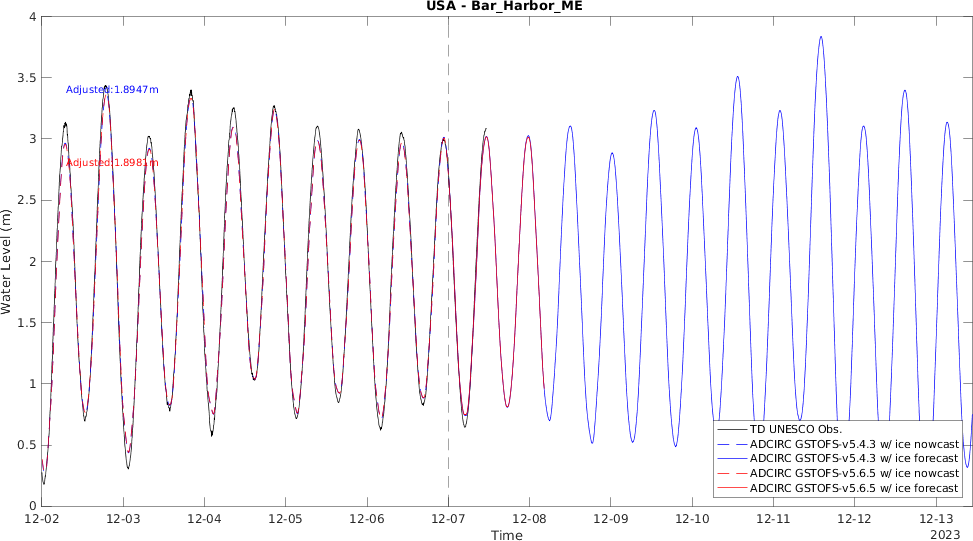 USA - Bar_Harbor_ME
Water Level (m)
4
3.5
3
2.5
2
1.5
1
0.5
0
Adjusted:1.8947m
Adjusted:1.8981m
TD UNESCO Obs.
ADCIRC GSTOFS-v5.4.3 w/ ice nowcast
ADCIRC GSTOFS-v5.4.3 w/ ice forecast
ADCIRC GSTOFS-v5.6.5 w/ ice nowcast
ADCIRC GSTOFS-v5.6.5 w/ ice forecast
12-02 12-03 12-04 12-05 12-06 12-07 12-08 12-09 12-10 12-11 12-12 12-13
Time
2023